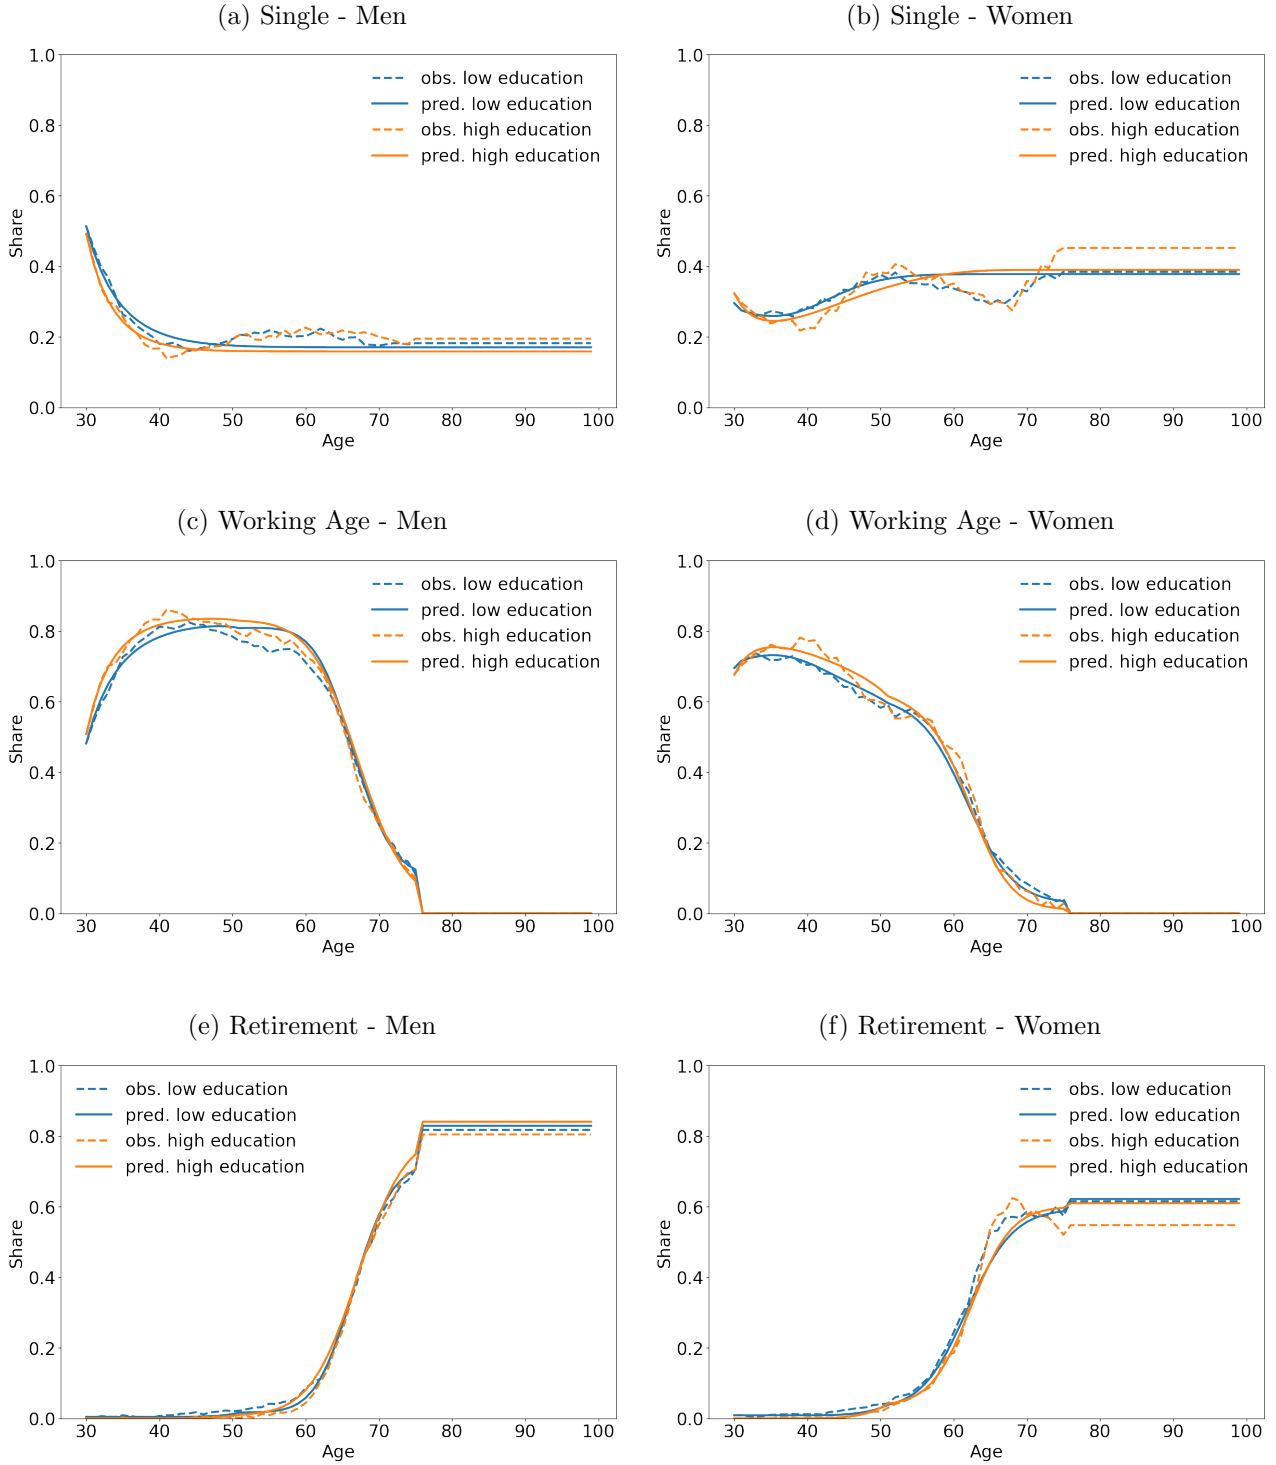 (a) Single - Men
1.0
0.8
0.6
0.4
0.2
0.0
Share
obs. low education
pred. low education
obs. high education
pred. high education
30 40 50 60 70 80 90 100
Age
(b) Single - Women
1.0
0.8
0.6
0.4
0.2
0.0
Share
obs. low education
pred. low education
obs. high education
pred. high education
30 40 50 60 70 80 90 100
Age
(c) Working Age - Men
1.0
0.8
0.6
0.4
0.2
0.0
Share
obs. low education
pred. low education
obs. high education
pred. high education
30 40 50 60 70 80 90 100
Age
(d) Working Age - Women
1.0
0.8
0.6
0.4
0.2
0.0
Share
obs. low education
pred. low education
obs. high education
pred. high education
30 40 50 60 70 80 90 100
Age
(e) Retirement - Men
1.0
0.8
0.6
0.4
0.2
0.0
Share
obs. low education
pred. low education
obs. high education
pred. high education
30 40 50 60 70 80 90 100
Age
(f) Retirement - Women
1.0
0.8
0.6
0.4
0.2
0.0
Share
obs. low education
pred. low education
obs. high education
pred. high education
30 40 50 60 70 80 90 100
Age